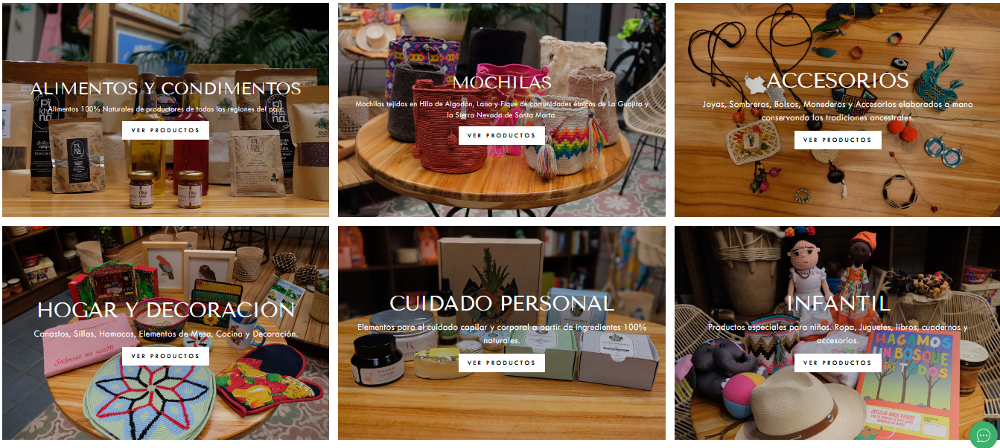 ALIMENTOS Y CONDIMENTOS
Alimentos 100% Naturales de productores de todas las regiones del país.
VER PRODUCTOS
MOCHILAS
Mochilas tejidas en Hilo de Algodón, Lana y Fique de comunidades étnicas de La Guajira y
la Sierra Nevada de Santa Marta.
VER PRODUCTOS
ACCESORIOS
Joyas, Sombreros, Bolsos, Monederos y Accesorios elaborados a mano
conservando las tradiciones ancestrales.
VER PRODUCTOS
HOGAR Y DECORACIÓN
Canastos, Sillas, Hamacas, Elementos de Mesa, Cocina y Decoración.
VER PRODUCTOS
Sabrosa mi sazón
CUIDADO PERSONAL
Elementos para el cuidado capilar y corporal a partir de ingredientes 100%
naturales.
VER PRODUCTOS
INFANTIL
Productos especiales para niños. Ropa, Juguetes, libros, cuadernos y
accesorios.
VER PRODUCTOS
HAGAMOS
UN BOSQUE
ENTRE TODOS
¡AFLOJÁ UNOS PESOS!